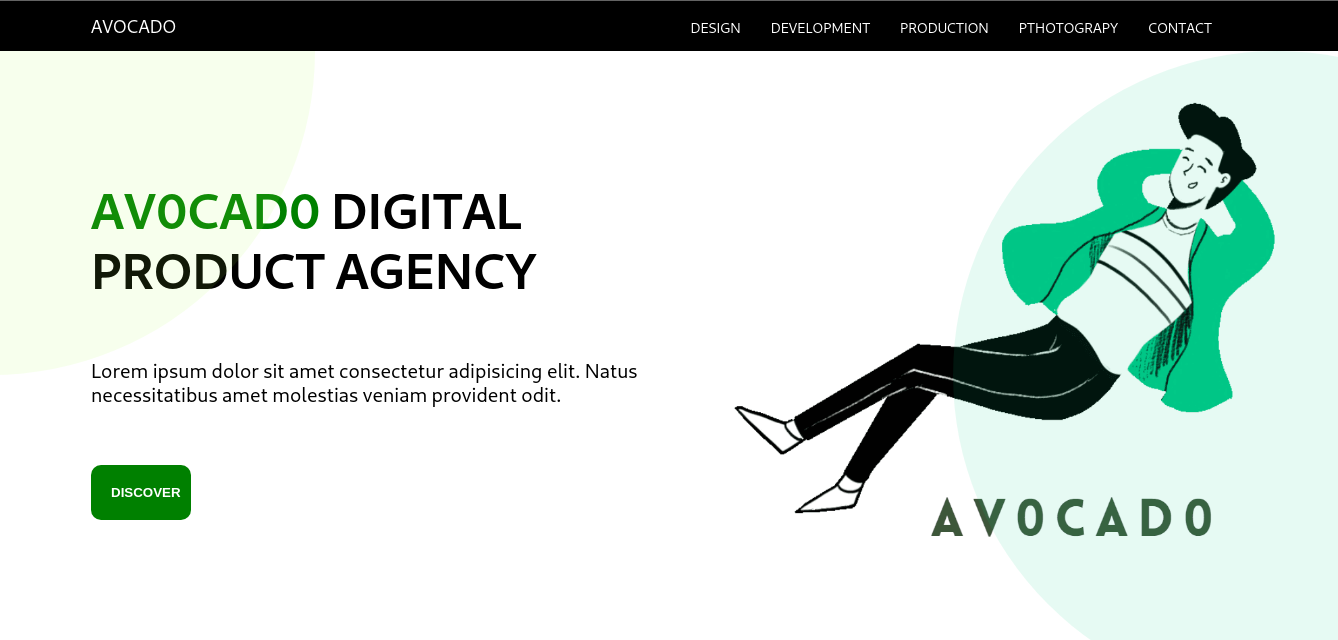 AVOCADO
DESIGN DEVELOPMENT PRODUCTION PTHOTOGRAPY CONTACT
AV0CAD0 DIGITAL
PRODUCT AGENCY
Lorem ipsum dolor sit amet consectetur adipisicing elit. Natus
necessitatibus amet molestias veniam provident odit.
DISCOVER
AV0CAD0